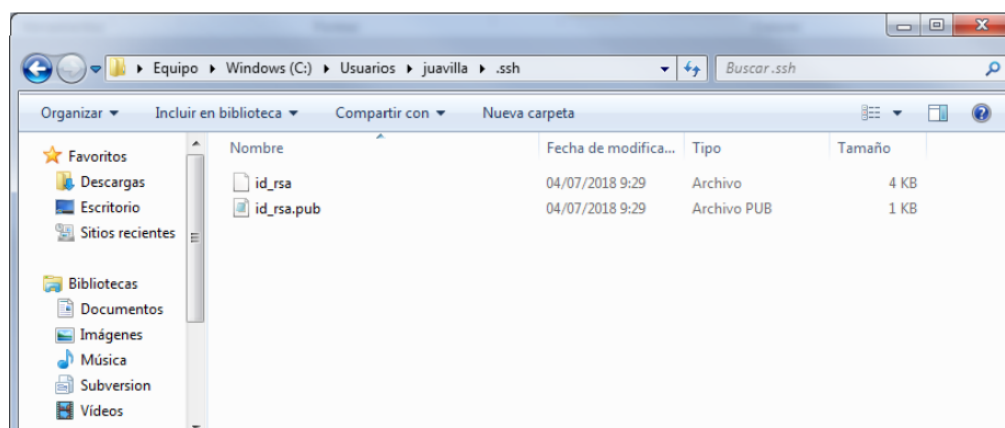 Equipo Windows (C:) Usuarios juavilla .ssh Buscar .ssh
Organizar Incluir en biblioteca Compartir con Nueva carpeta
Favoritos
Descargas
Escritorio
Sitios recientes
Bibliotecas
Documentos
Imágenes
Música
Subversion
Vídeos
Nombre Fecha de modifica... Tipo Tamaño
id_rsa 04/07/2018 9:29 Archivo 4 KB
id_rsa.pub 04/07/2018 9:29 Archivo PUB 1 KB